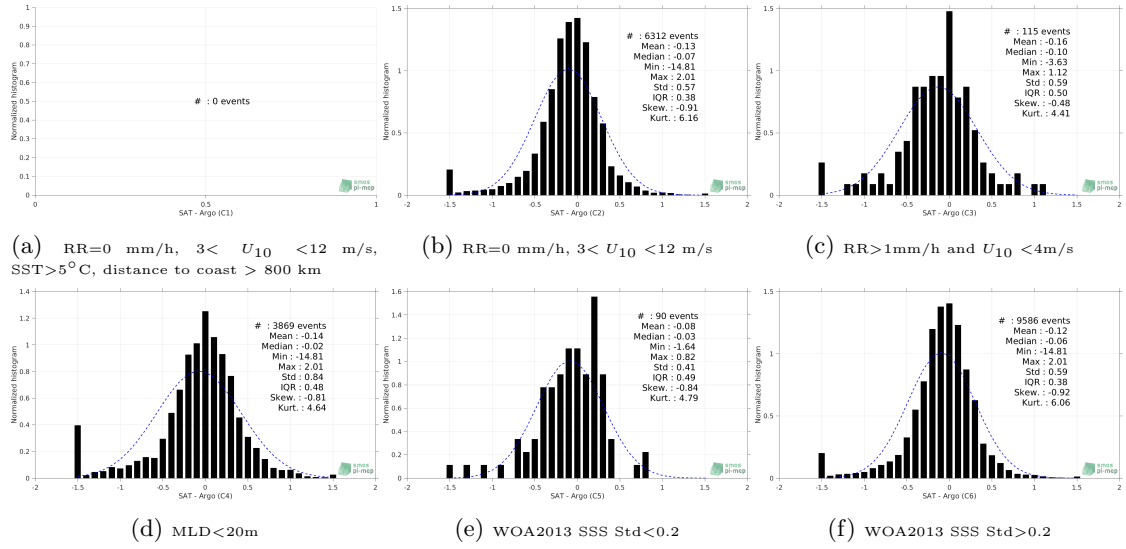 1
0.9
0.8
0.7
0.6
0.5
0.4
0.3
0.2
0.1
0
Normalized histogram
# : 0 events
0 0.5 1
SAT - Argo (C1)
smos
pi-mep
(a) RR=0 mm/h, 3< U10 <12 m/s,
SST>5°C, distance to coast > 800 km
1.5
1
0.5
0
Normalized histogram
# : 6312 events
Mean : -0.13
Median : -0.07
Min : -14.81
Max : 2.01
Std : 0.57
IQR : 0.38
Skew. : -0.91
Kurt. : 6.16
-2 -1.5 -1 -0.5 0 0.5 1 1.5 2
SAT - Argo (C2)
smos
pi-mep
(b) RR=0 mm/h, 3< U10 <12 m/s
1.5
1
0.5
0
Normalized histogram
# : 115 events
Mean : -0.16
Median : -0.10
Min : -3.63
Max : 1.12
Std : 0.59
IQR : 0.50
Skew. : -0.48
Kurt. : 4.41
-2 -1.5 -1 -0.5 0 0.5 1 1.5 2
SAT - Argo (C3)
smos
pi-mep
(c) RR>1mm/h and U10 <4m/s
1.4
1.2
1
0.8
0.6
0.4
0.2
0
Normalized histogram
# : 3869 events
Mean : -0.14
Median : -0.02
Min : -14.81
Max : 2.01
Std : 0.84
IQR : 0.48
Skew. : -0.81
Kurt. : 4.64
-2 -1.5 -1 -0.5 0 0.5 1 1.5 2
SAT - Argo (C4)
smos
pi-mep
(d) MLD<20m
1.6
1.4
1.2
1
0.8
0.6
0.4
0.2
0
Normalized histogram
# : 90 events
Mean : -0.08
Median : -0.03
Min : -1.64
Max : 0.82
Std : 0.41
IQR : 0.49
Skew. : -0.84
Kurt. : 4.79
-2 -1.5 -1 -0.5 0 0.5 1 1.5 2
SAT - Argo (C5)
smos
pi-mep
(e) WOA2013 SSS Std<0.2
1.5
1
0.5
0
Normalized histogram
# : 9586 events
Mean : -0.12
Median : -0.06
Min : -14.81
Max : 2.01
Std : 0.59
IQR : 0.38
Skew. : -0.92
Kurt. : 6.06
-2 -1.5 -1 -0.5 0 0.5 1 1.5 2
SAT - Argo (C6)
smos
pi-mep
(f) WOA2013 SSS Std>0.2